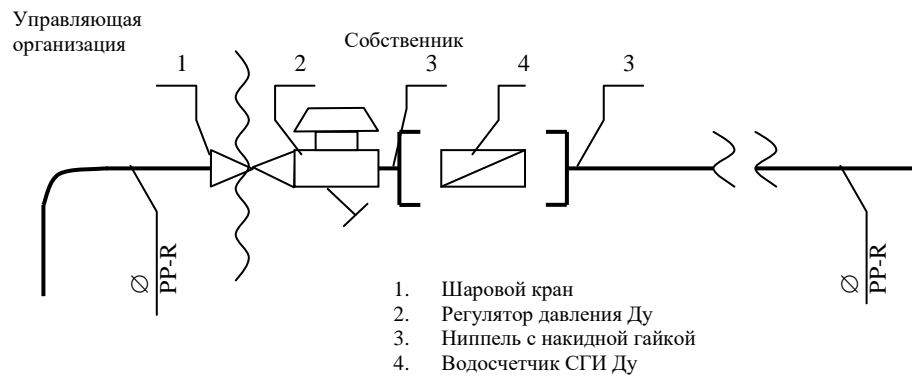 Управляющая
организация
Собственник
1
2
3
4
3
Ø
PP-R
Ø
PP-R
1. Шаровой кран
2. Регулятор давления Ду
3. Ниппель с накидной гайкой
4. Водосчетчик СГИ Ду